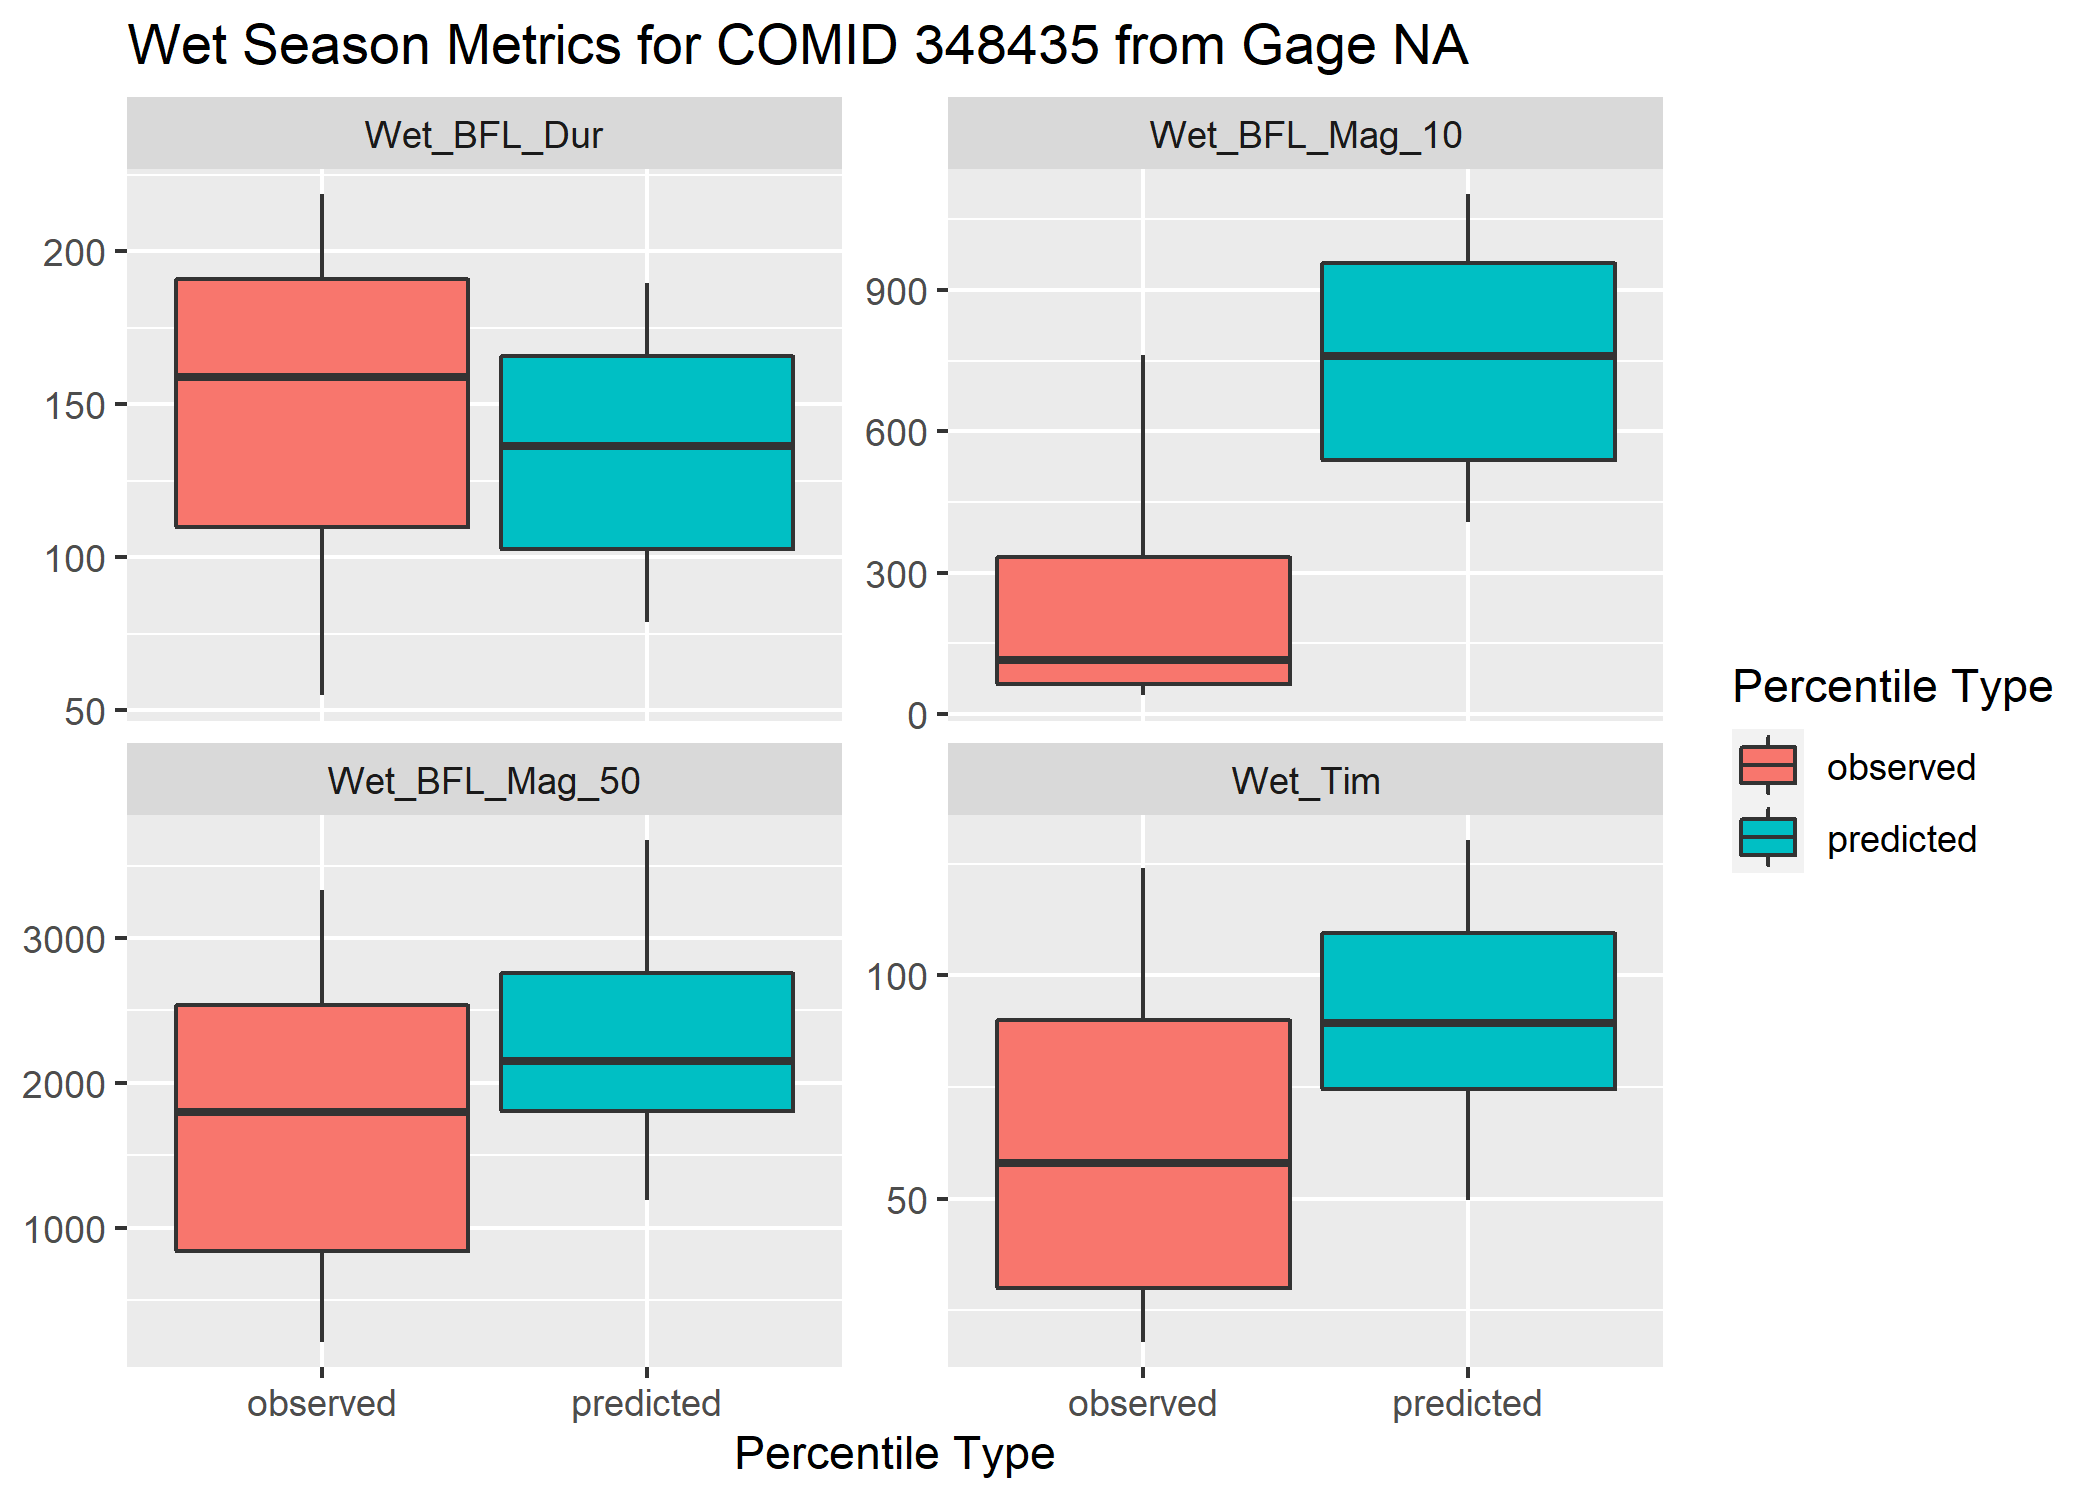 Wet Season Metrics for COMID 348435 from Gage NA
Wet_BFL_Dur
Wet_BFL_Mag_10
200
150
100
50
900
600
300
0
Wet_BFL_Mag_50
Wet_Tim
3000
2000
1000
100
50
observed
predicted
observed
predicted
Percentile Type
Percentile Type
observed
predicted